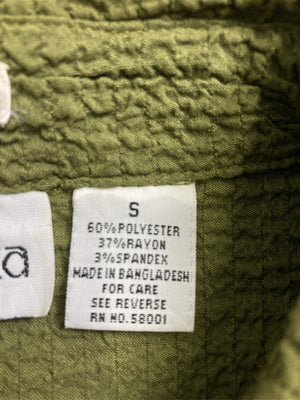 S
60%POLYESTER
37%RAYON
3%SPANDEX
MADE IN BANGLADESH
FOR CARE
SEE REVERSE
RN NO.58001